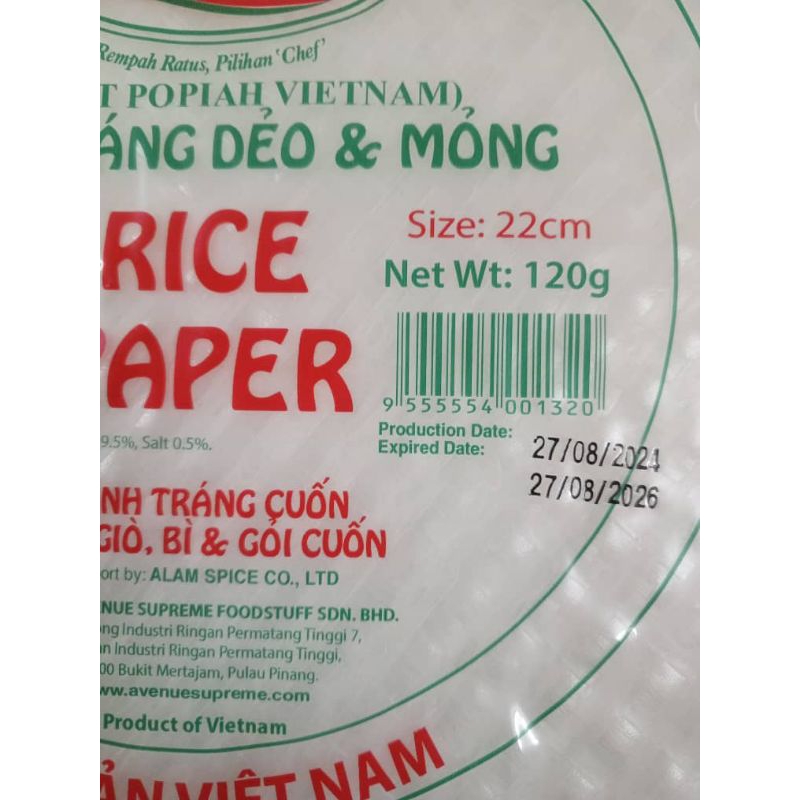 Rempah Ratus, Pilihan 'Chef'
T POPIAH VIETNAM)
ÁNG DẺO & MỎNG
RICE
PAPER
Size: 22cm
Net Wt: 120g
9 555554 001320
Production Date: 27/08/2024
Expired Date: 27/08/2026
9.5%, Salt 0.5%.
NH TRÁNG CUỐN
GIÒ, BÌ & GỎI CUỐN
ort by: ALAM SPICE CO., LTD
NUE SUPREME FOODSTUFF SDN. BHD.
ng Industri Ringan Permatang Tinggi 7,
n Industri Ringan Permatang Tinggi,
00 Bukit Mertajam, Pulau Pinang.
ww.avenuesupreme.com
Product of Vietnam
ẢN VIỆT NAM